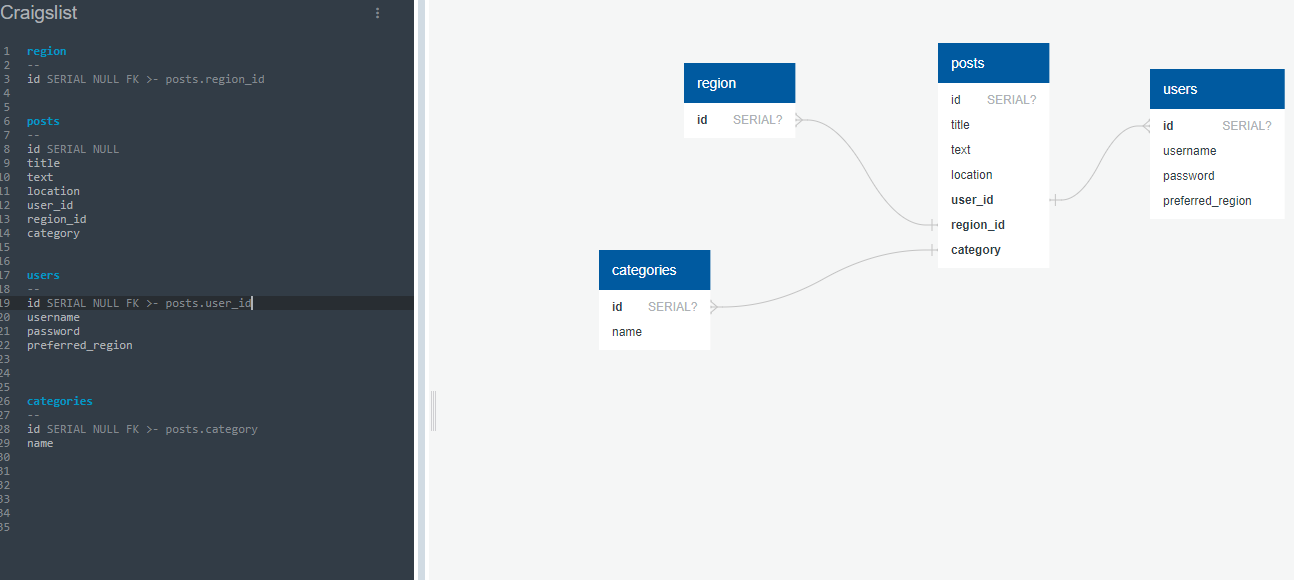 Craigslist
1 region
2 --
3 id SERIAL NULL FK >- posts.region_id
4
5
6 posts
7 --
8 id SERIAL NULL
9 title
10 text
11 location
12 user_id
13 region_id
14 category
15
16
17 users
18 --
19 id SERIAL NULL FK >- posts.user_id
20 username
21 password
22 preferred_region
23
24
25
26 categories
27 --
28 id SERIAL NULL FK >- posts.category
29 name
30
31
32
33
34
35
region
id SERIAL?
categories
id SERIAL?
name
posts
id SERIAL?
title
text
location
user_id
region_id
category
users
id SERIAL?
username
password
preferred_region